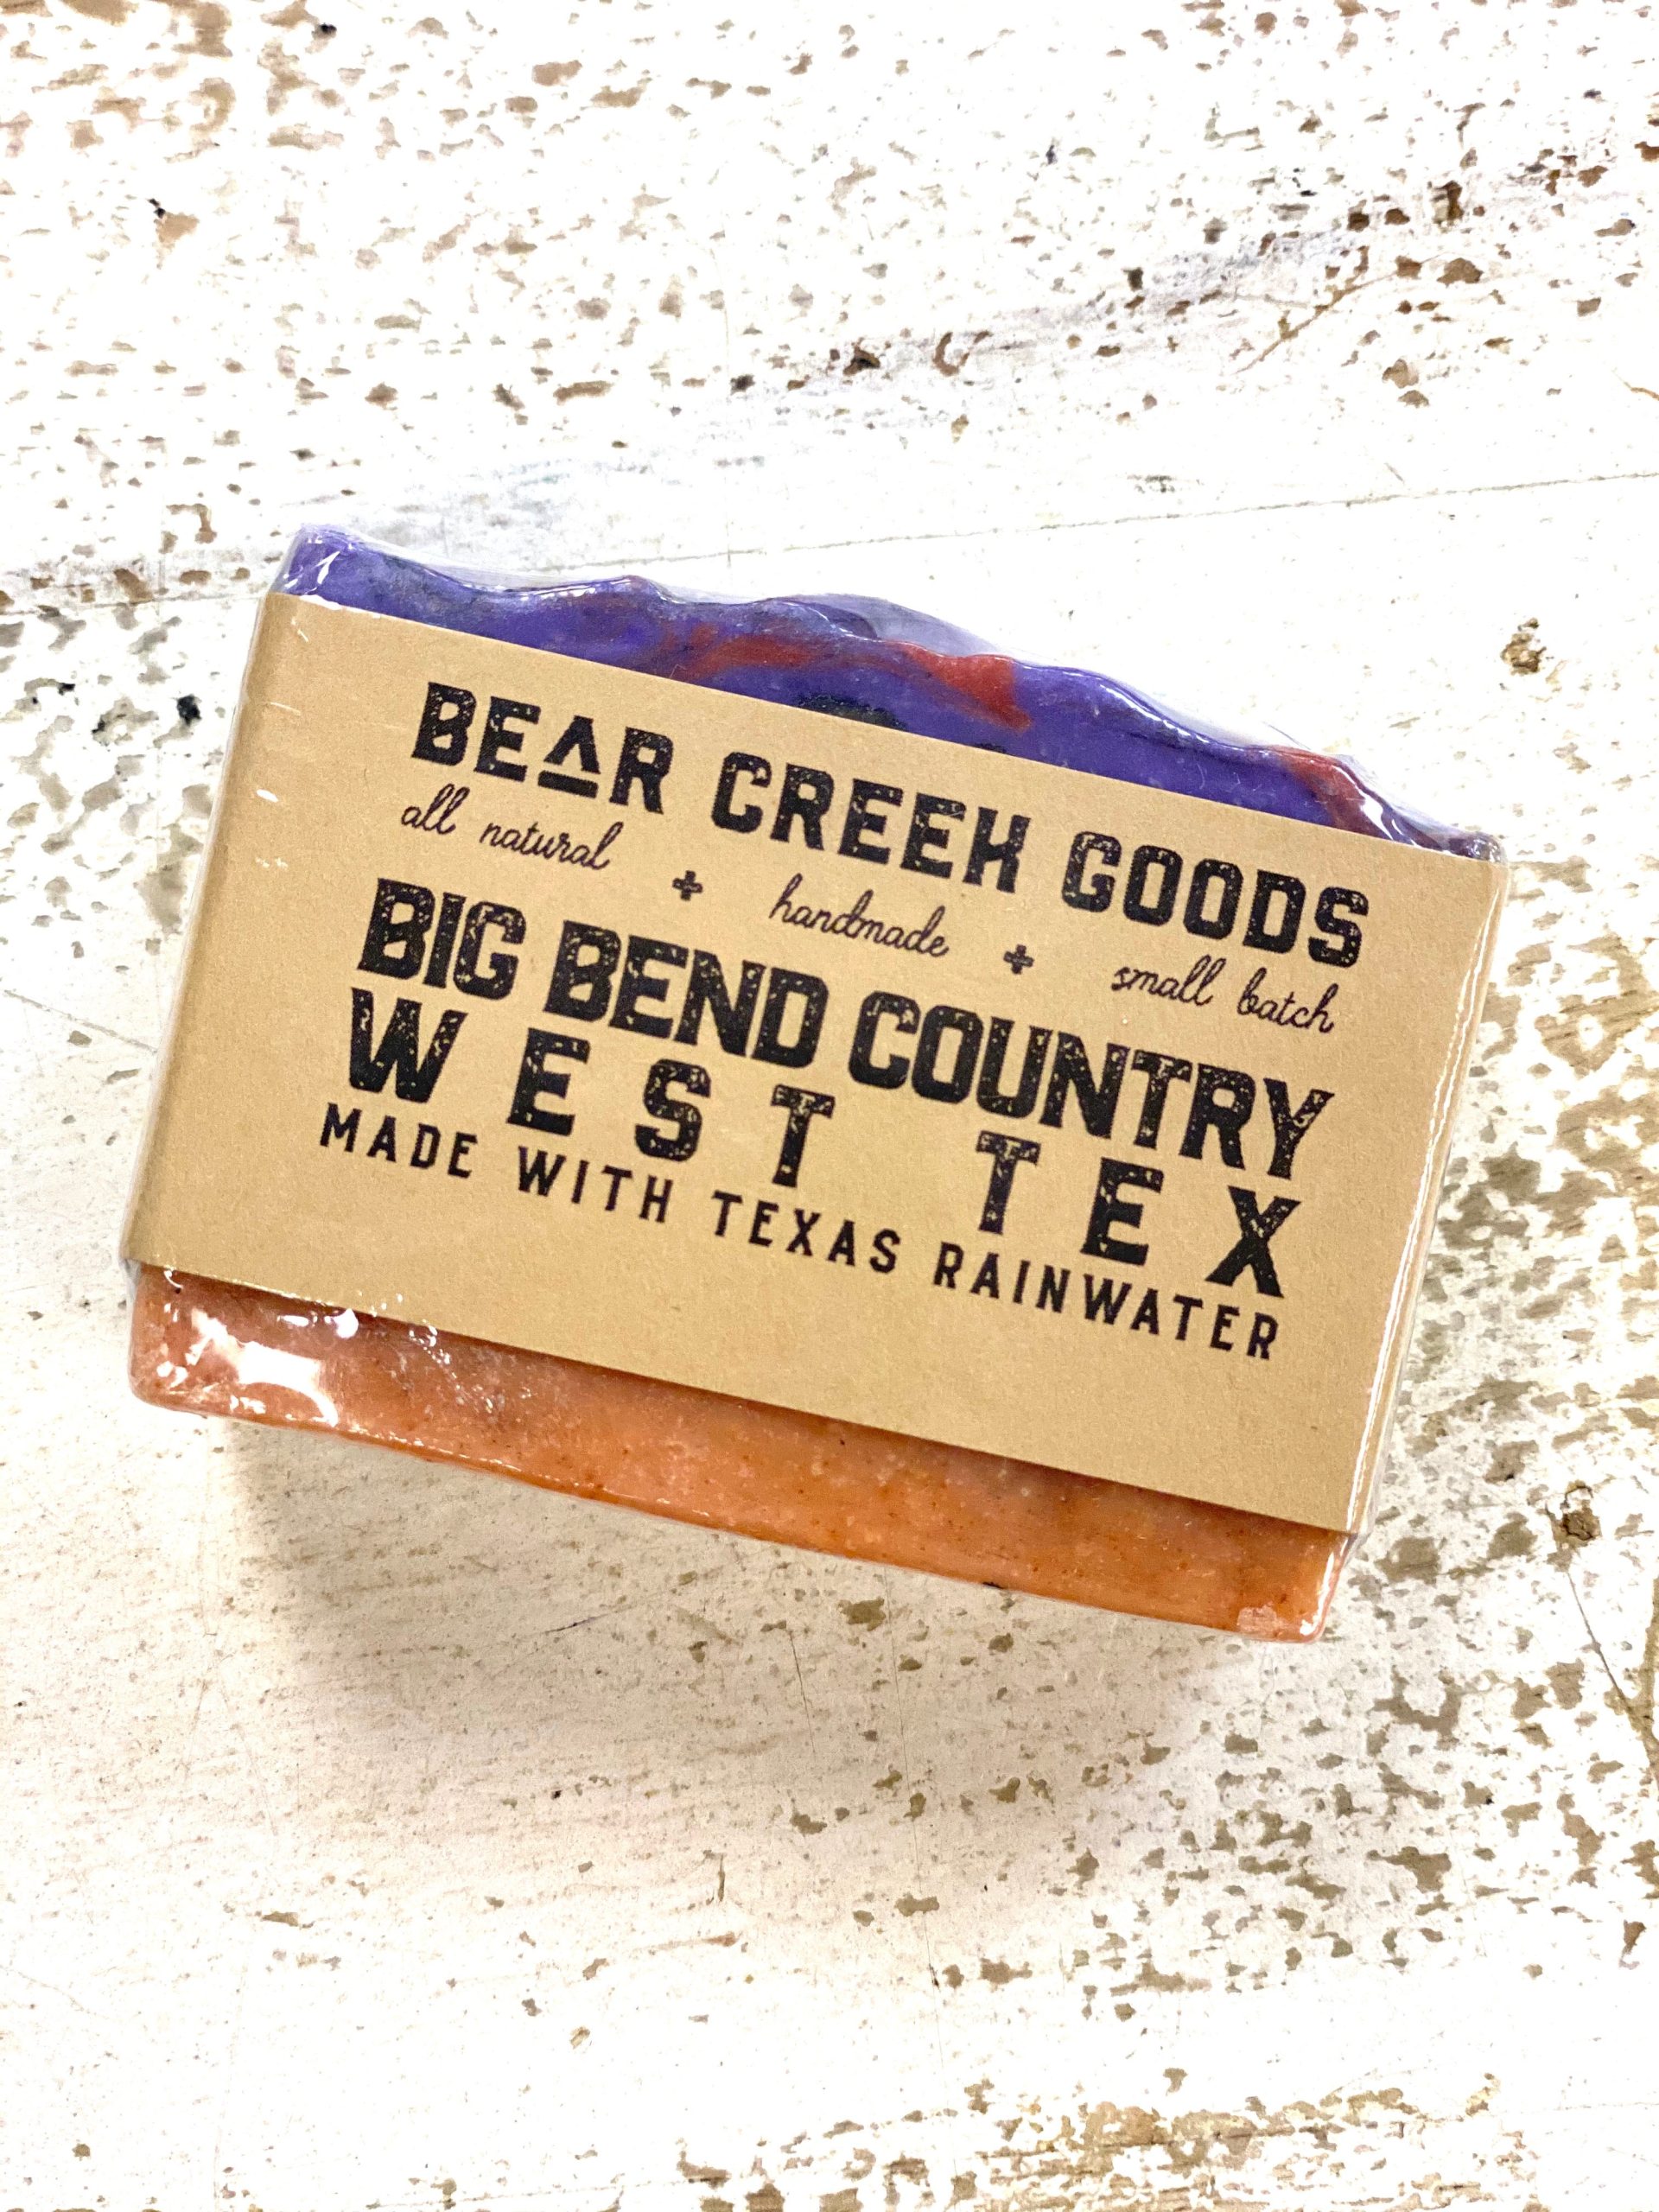 BEAR CREEK GOODS
all natural + handmade + small batch
BIG BEND COUNTRY
WEST TEX
MADE WITH TEXAS RAINWATER